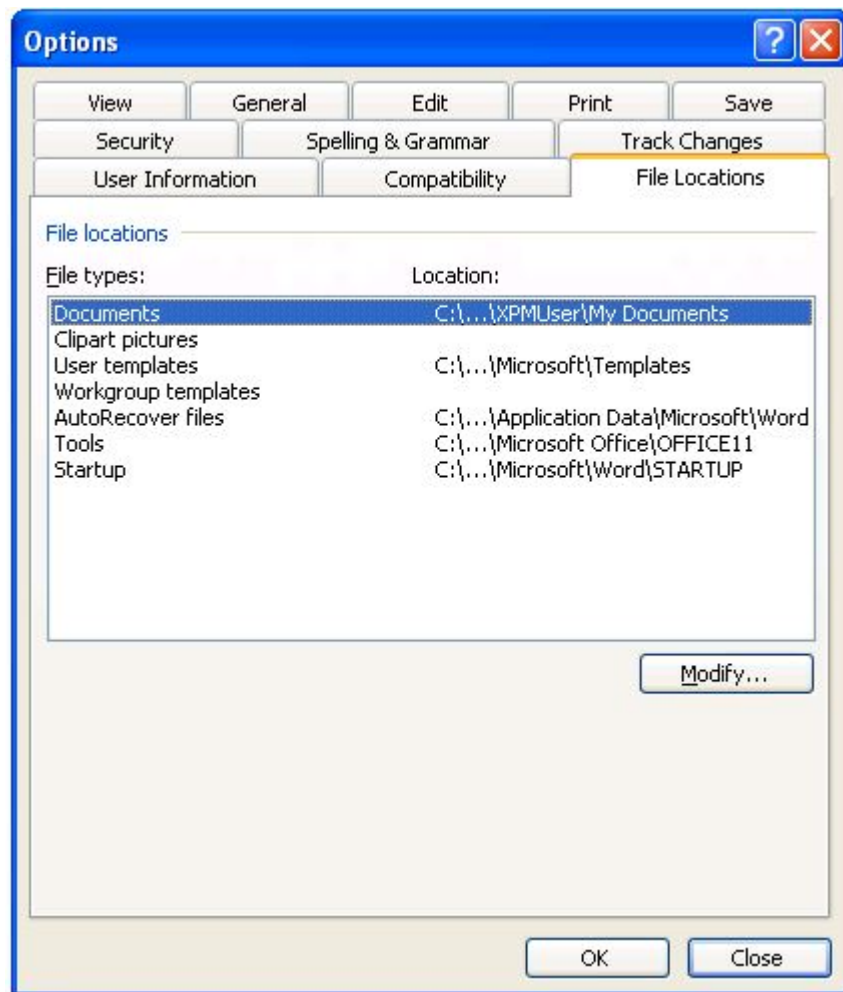 Options
View General Edit Print Save
Security Spelling & Grammar Track Changes
User Information Compatibility File Locations
File locations
File types: Location:
Documents C:\...\XPMUser\My Documents
Clipart pictures
User templates C:\...\Microsoft\Templates
Workgroup templates
AutoRecover files C:\...\Application Data\Microsoft\Word
Tools C:\...\Microsoft Office\OFFICE11
Startup C:\...\Microsoft\Word\STARTUP
Modify...
OK Close